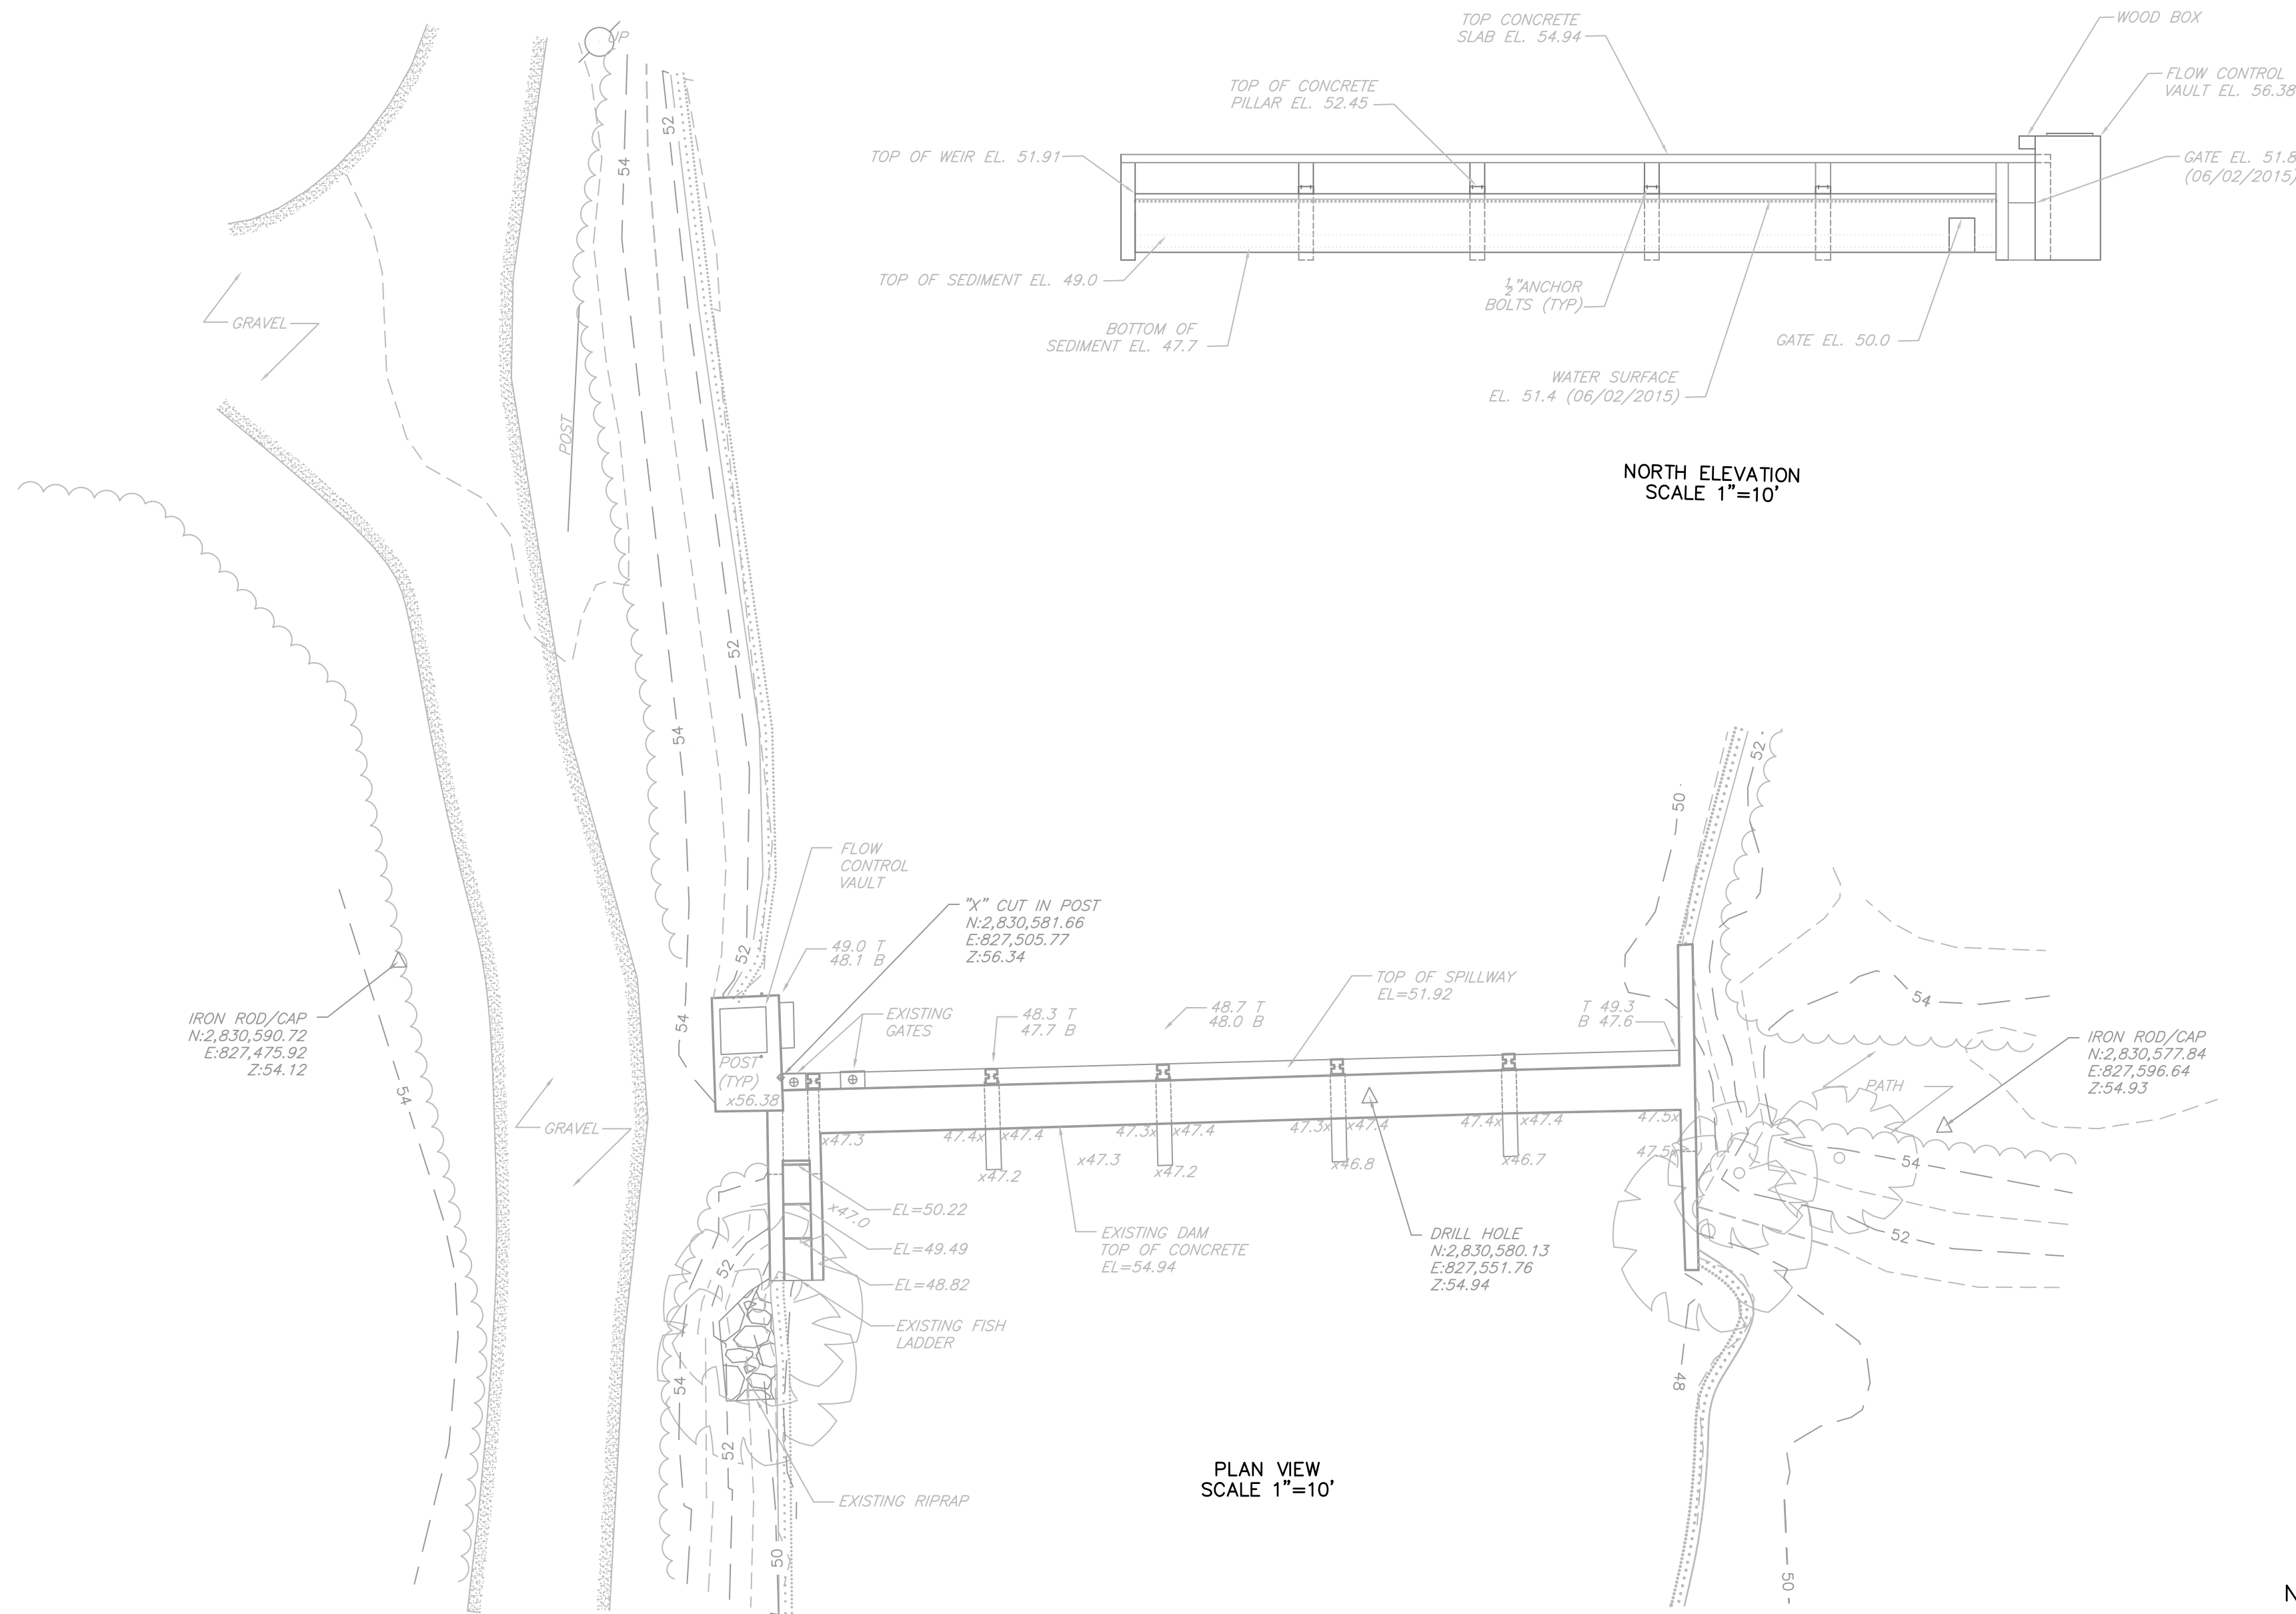 UP
TOP CONCRETE
SLAB EL. 54.94
WOOD BOX
FLOW CONTROL
VAULT EL. 56.38
TOP OF CONCRETE
PILLAR EL. 52.45
TOP OF WEIR EL. 51.91
GATE EL. 51.8
(06/02/2015)
TOP OF SEDIMENT EL. 49.0
½"ANCHOR
BOLTS (TYP)
BOTTOM OF
SEDIMENT EL. 47.7
GATE EL. 50.0
WATER SURFACE
EL. 51.4 (06/02/2015)
NORTH ELEVATION
SCALE 1"=10'
52
54
GRAVEL
POST
52
54
52
50
FLOW
CONTROL
VAULT
"X" CUT IN POST
N:2,830,581.66
E:827,505.77
Z:56.34
49.0 T
48.1 B
52
TOP OF SPILLWAY
EL=51.92
54
IRON ROD/CAP
N:2,830,590.72
E:827,475.92
Z:54.12
54
EXISTING
GATES
48.3 T
47.7 B
48.7 T
48.0 B
T 49.3
B 47.6
IRON ROD/CAP
N:2,830,577.84
E:827,596.64
Z:54.93
POST
(TYP)
x56.38
PATH
54
GRAVEL
x47.3
47.4x
x47.4
47.3x
x47.4
47.3x
x47.4
47.4x
x47.4
47.5x
47.5x
x47.2
x47.3
x47.2
x46.8
x46.7
54
x47.0
EL=50.22
EL=49.49
EL=48.82
EXISTING DAM
TOP OF CONCRETE
EL=54.94
DRILL HOLE
N:2,830,580.13
E:827,551.76
Z:54.94
52
52
EXISTING FISH
LADDER
54
48
52
PLAN VIEW
SCALE 1"=10'
EXISTING RIPRAP
50
50
N